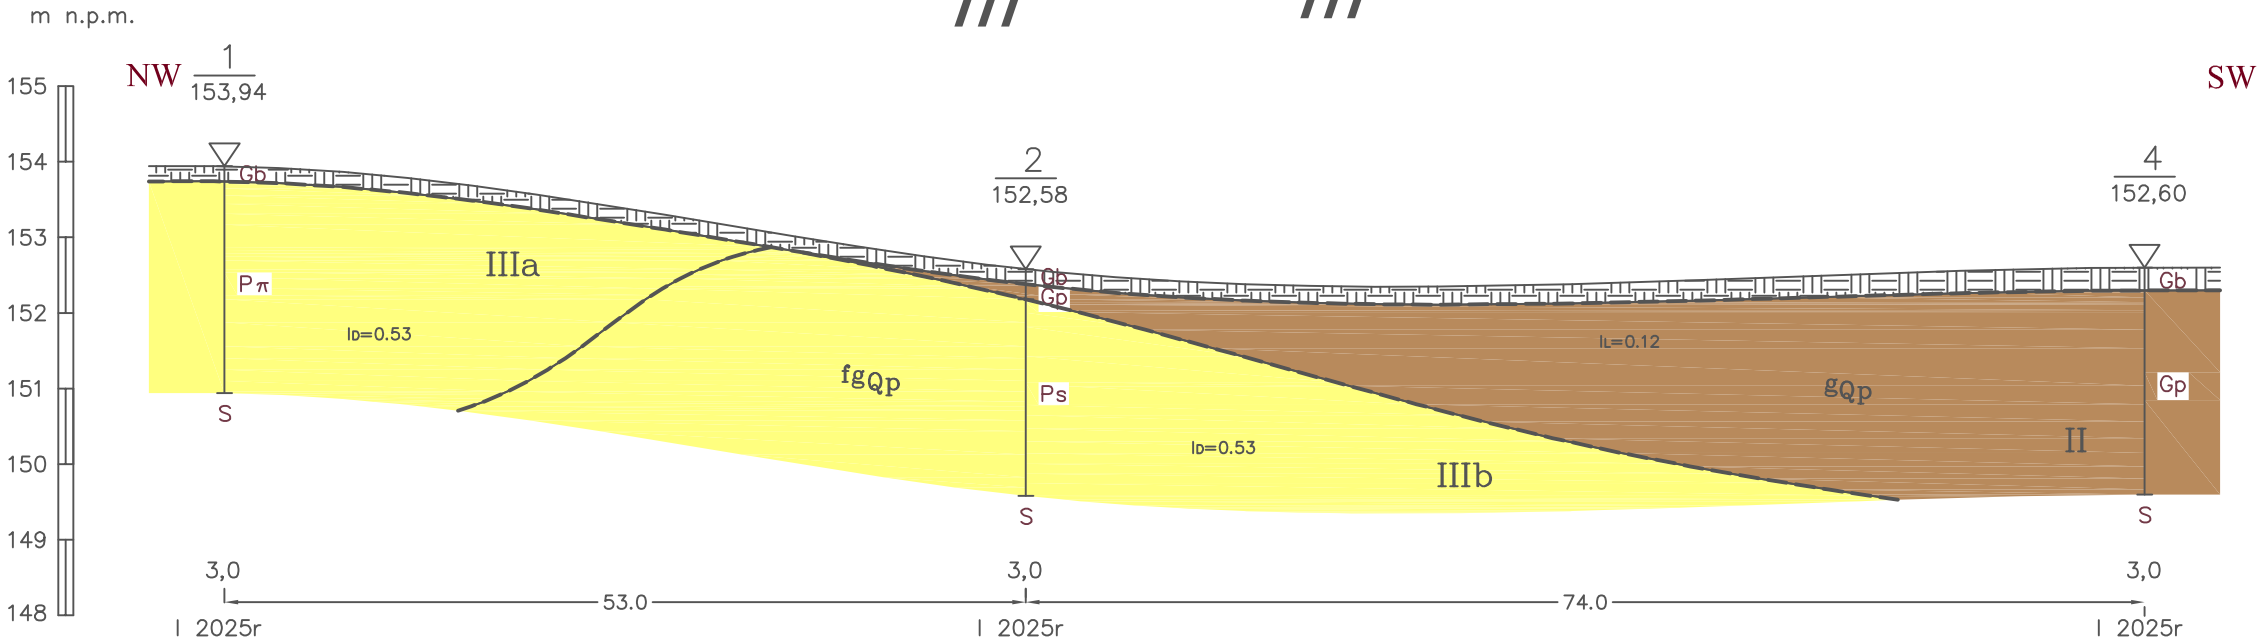 m n.p.m.
III III
NW 1 SW
153,94
155
2 4
154
152,58 152,60
Gb
153
IIIa
Gb Gb
Pπ Gp
152
ID=0.53 IL=0.12
fgQp gQp Gp
151
Ps
S
ID=0.53 II
150
IIIb
S S
149
3,0 3,0 3,0
148 53.0 74.0
I 2025r I 2025r I 2025r